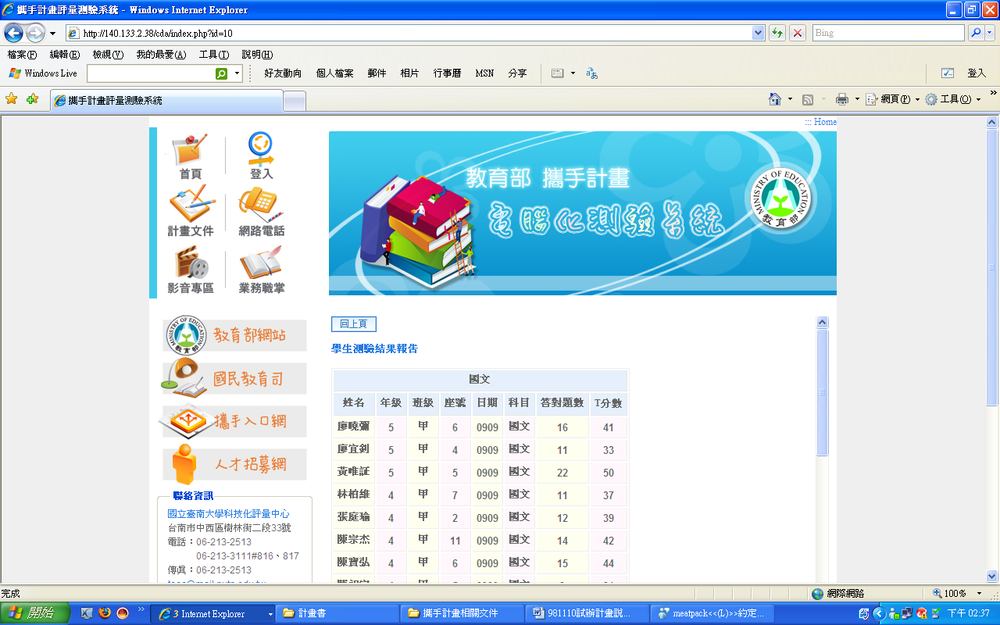 攜手計畫評量測驗系統 - Windows Internet Explorer
http://140.133.2.38/cda/index.php?id=10
Bing
檔案(F) 編輯(E) 檢視(V) 我的最愛(A) 工具(T) 說明(H)
Windows Live 好友動向 個人檔案 郵件 相片 行事曆 MSN 分享 登入
攜手計畫評量測驗系統 網頁(P) 工具(O)
::: Home
首頁 登入
計畫文件 網路電話
影音專區 業務職掌
教育部 攜手計畫
電腦化測驗系統
MINISTRY OF EDUCATION
教育部
MINISTRY OF EDUCATION
教育部
教育部網站
國民教育司
攜手入口網
人才招募網
聯絡資訊
國立臺南大學科技化評量中心
台南市中西區樹林街二段33號
電話：06-213-2513
06-213-3111#816、817
傳真：06-213-2513
回上頁
學生測驗結果報告
國文
姓名 年級 班級 座號 日期 科目 答對題數 T分數
廖曉彌 5 甲 6 0909 國文 16 41
廖宜釗 5 甲 4 0909 國文 11 33
黃唯証 5 甲 5 0909 國文 22 50
林柏維 4 甲 7 0909 國文 11 37
張庭瑜 4 甲 2 0909 國文 12 39
陳宗杰 4 甲 11 0909 國文 14 42
陳寶弘 4 甲 6 0909 國文 15 44
完成 網際網路 100%
開始 3 Internet Explorer 計畫書 攜手計畫相關文件 981110試辦計畫說... meatpack<<(L)>>約定... 下午 02:37